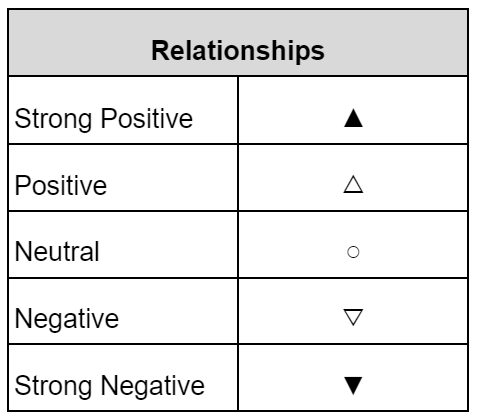 Relationships
Strong Positive ▲
Positive △
Neutral ○
Negative ▽
Strong Negative ▼